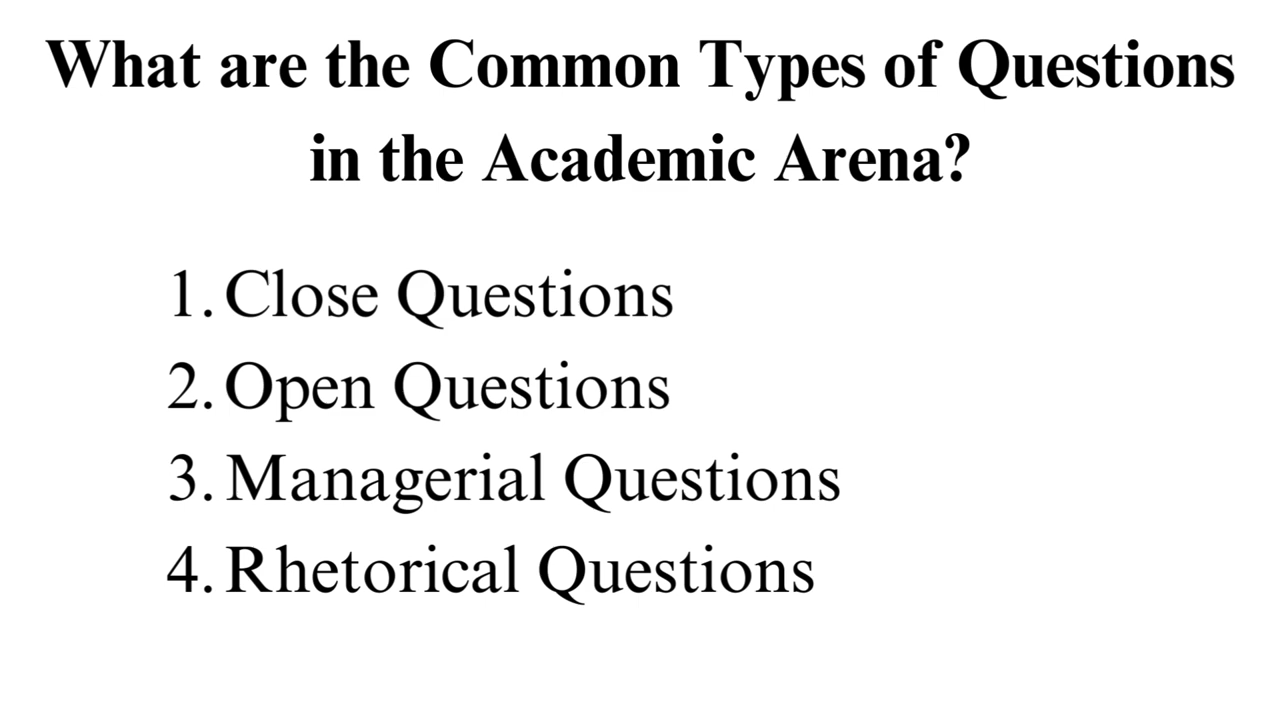 What are the Common Types of Questions
in the Academic Arena?
1. Close Questions
2. Open Questions
3. Managerial Questions
4. Rhetorical Questions